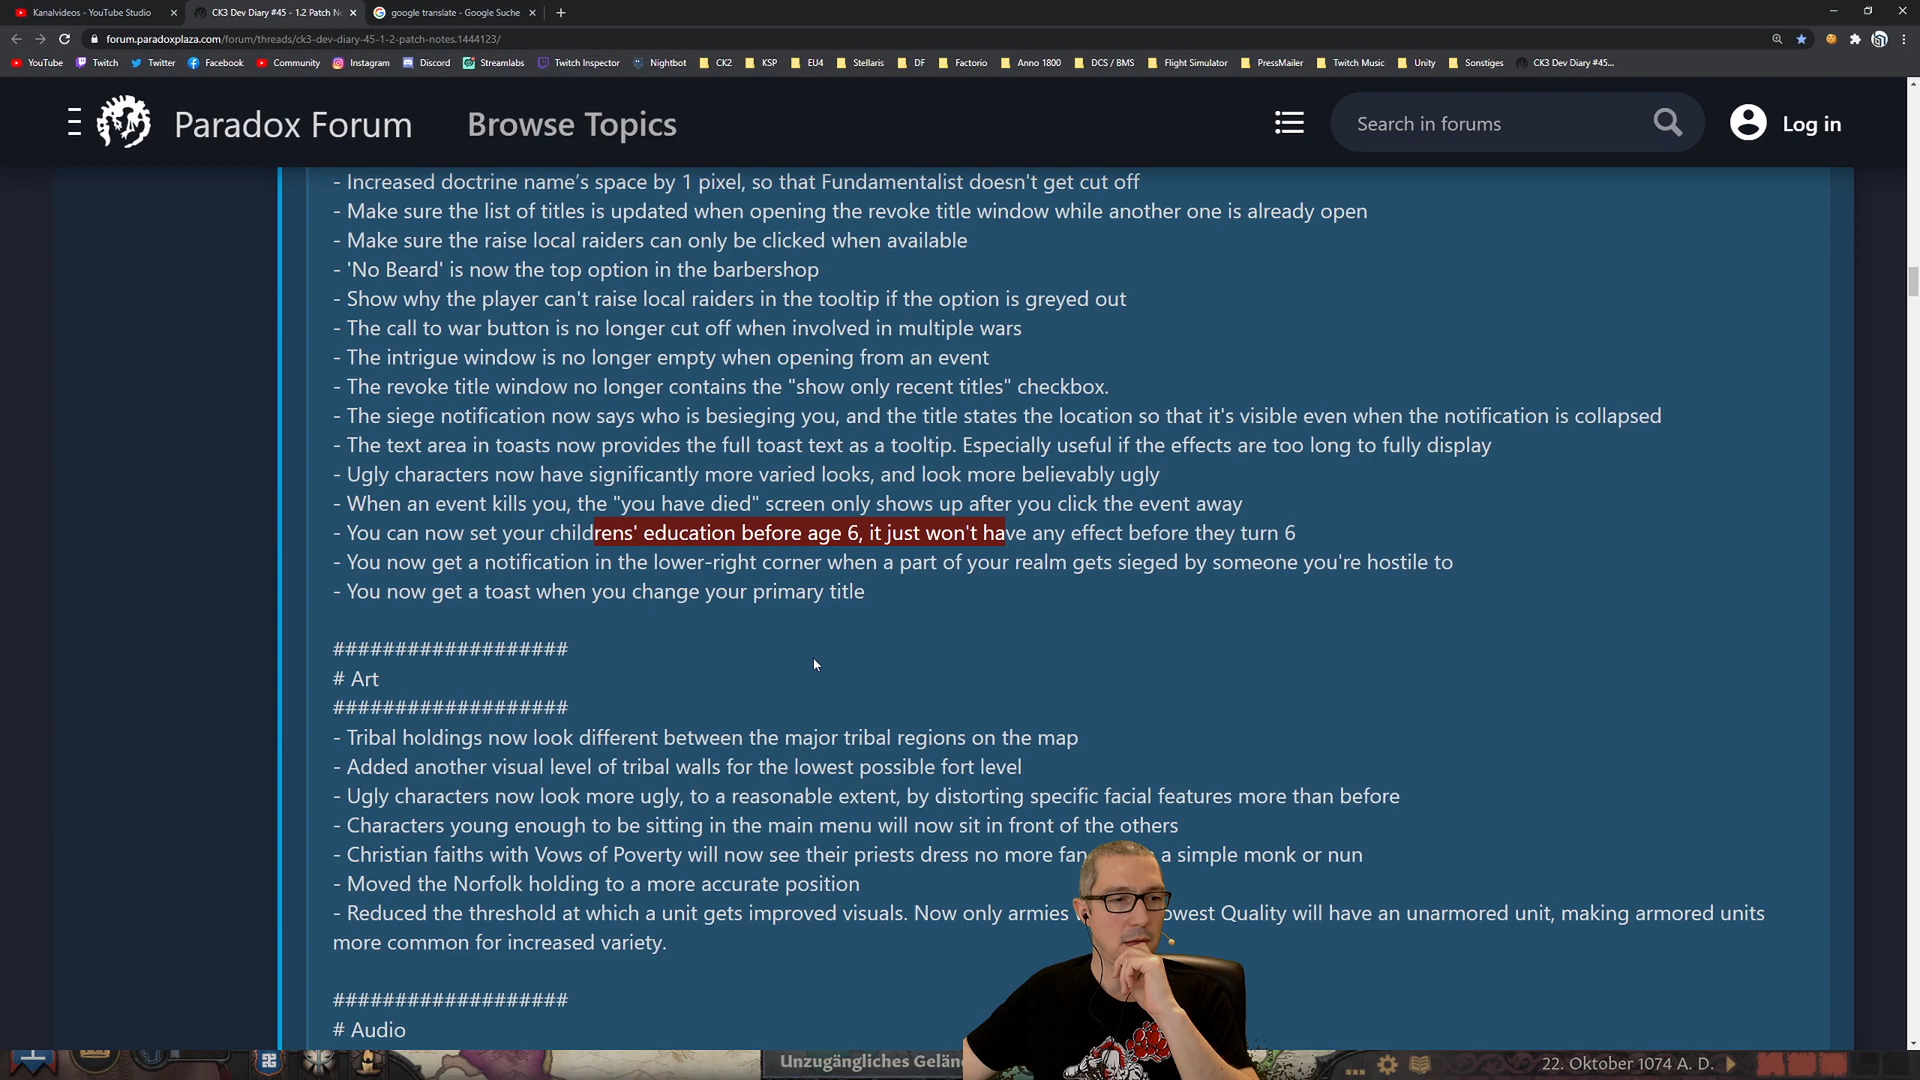 Kanalvideos - YouTube Studio
CK3 Dev Diary #45 - 1.2 Patch N
google translate - Google Suche
forum.paradoxplaza.com/forum/threads/ck3-dev-diary-45-1-2-patch-notes.1444123/
YouTube Twitch Twitter Facebook Community Instagram Discord Streamlabs Twitch Inspector Nightbot CK2 KSP EU4 Stellaris DF Factorio Anno 1800 DCS / BMS Flight Simulator PressMailer Twitch Music Unity Sonstiges CK3 Dev Diary #45...
Paradox Forum Browse Topics Search in forums Log in
- Increased doctrine name’s space by 1 pixel, so that Fundamentalist doesn't get cut off
- Make sure the list of titles is updated when opening the revoke title window while another one is already open
- Make sure the raise local raiders can only be clicked when available
- 'No Beard' is now the top option in the barbershop
- Show why the player can't raise local raiders in the tooltip if the option is greyed out
- The call to war button is no longer cut off when involved in multiple wars
- The intrigue window is no longer empty when opening from an event
- The revoke title window no longer contains the "show only recent titles" checkbox.
- The siege notification now says who is besieging you, and the title states the location so that it's visible even when the notification is collapsed
- The text area in toasts now provides the full toast text as a tooltip. Especially useful if the effects are too long to fully display
- Ugly characters now have significantly more varied looks, and look more believably ugly
- When an event kills you, the "you have died" screen only shows up after you click the event away
- You can now set your childrens' education before age 6, it just won't have any effect before they turn 6
- You now get a notification in the lower-right corner when a part of your realm gets sieged by someone you're hostile to
- You now get a toast when you change your primary title
###################
# Art
###################
- Tribal holdings now look different between the major tribal regions on the map
- Added another visual level of tribal walls for the lowest possible fort level
- Ugly characters now look more ugly, to a reasonable extent, by distorting specific facial features more than before
- Characters young enough to be sitting in the main menu will now sit in front of the others
- Christian faiths with Vows of Poverty will now see their priests dress no more fan a simple monk or nun
- Moved the Norfolk holding to a more accurate position
- Reduced the threshold at which a unit gets improved visuals. Now only armies owest Quality will have an unarmored unit, making armored units
more common for increased variety.
###################
# Audio
Unzugängliches Gelän
22. Oktober 1074 A. D.